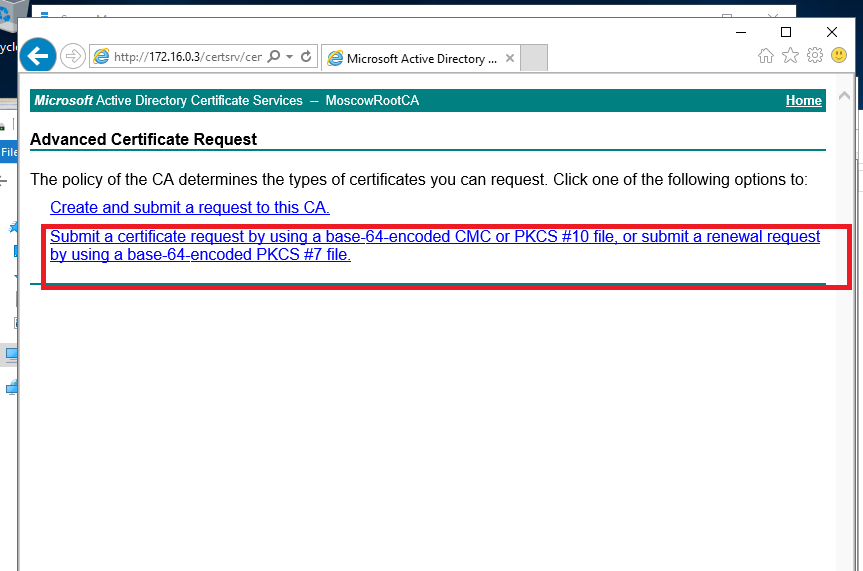 http://172.16.0.3/certsrv/cer
Microsoft Active Directory ...
Microsoft Active Directory Certificate Services -- MoscowRootCA
Home
Advanced Certificate Request
The policy of the CA determines the types of certificates you can request. Click one of the following options to:
Create and submit a request to this CA.
Submit a certificate request by using a base-64-encoded CMC or PKCS #10 file, or submit a renewal request
by using a base-64-encoded PKCS #7 file.
File